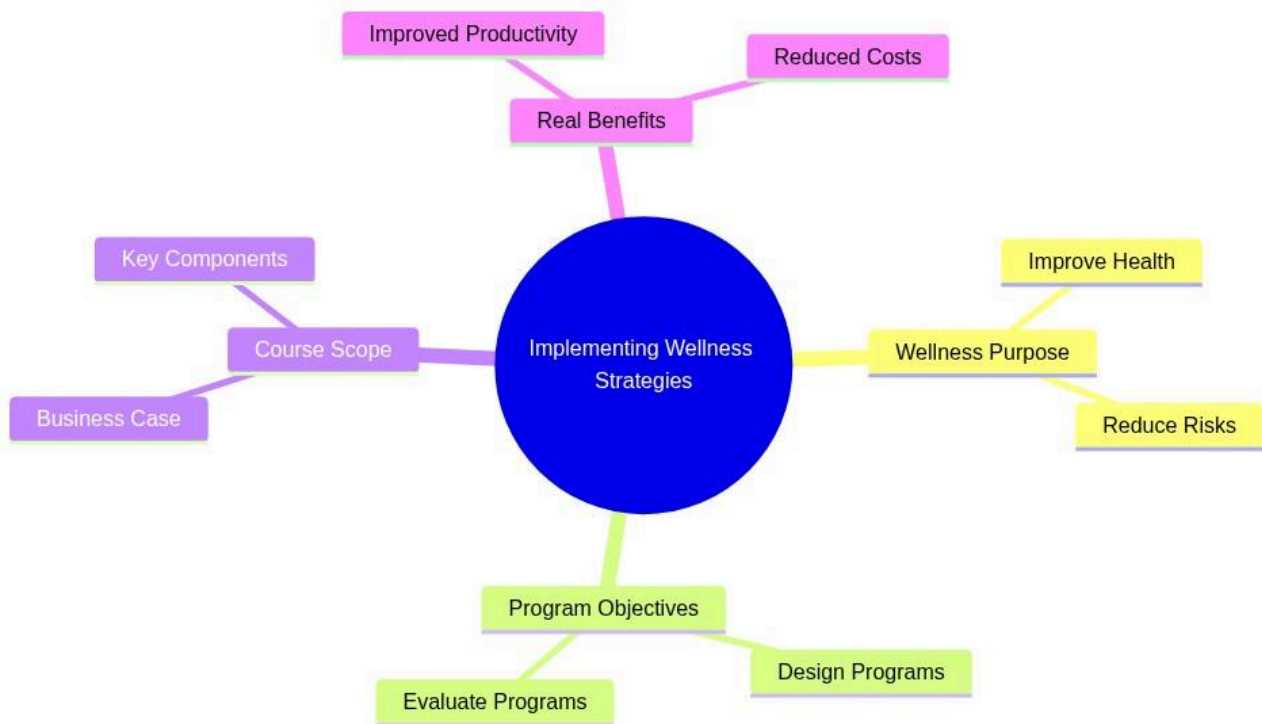 Improved Productivity
Reduced Costs
Real Benefits
Key Components
Improve Health
Course Scope
Implementing Wellness
Strategies
Wellness Purpose
Business Case
Reduce Risks
Program Objectives
Design Programs
Evaluate Programs